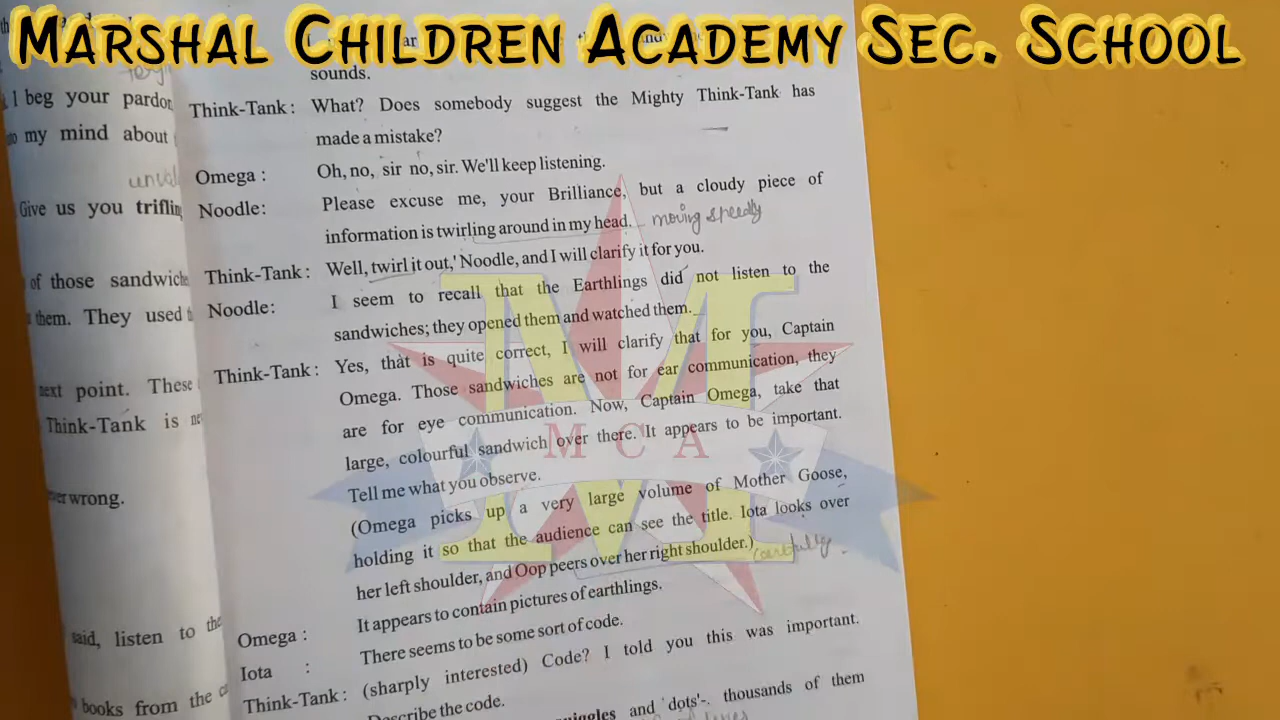 MARSHAL CHILDREN ACADEMY SEC. SCHOOL
sounds.
I beg your pardon
my mind about
Give us you trifling
of those sandwiche
them. They used
next point. These
Think-Tank is
wrong.
said, listen to the
books from the
Think-Tank: What? Does somebody suggest the Mighty Think-Tank has
made a mistake?
Omega : Oh, no, sir no, sir. We'll keep listening.
Noodle: Please excuse me, your Brilliance, but a cloudy piece of
information is twirling around in my head. moving speedly
Think-Tank: Well, twirl it out,' Noodle, and I will clarify it for you.
Noodle: I seem to recall that the Earthlings did not listen to the
sandwiches; they opened them and watched them.
Think-Tank: Yes, that is quite correct, I will clarify that for you, Captain
Omega. Those sandwiches are not for ear communication, they
are for eye communication. Now, Captain Omega, take that
large, colourful sandwich over there. It appears to be important.
Tell me what you observe.
(Omega picks up a very large volume of Mother Goose,
holding it so that the audience can see the title. Iota looks over
her left shoulder, and Oop peers over her right shoulder.) carefully
Omega : It appears to contain pictures of earthlings.
Iota : There seems to be some sort of code.
Think-Tank: (sharply interested) Code? I told you this was important.
Describe the code.
and 'dots'-, thousands of them
MCA